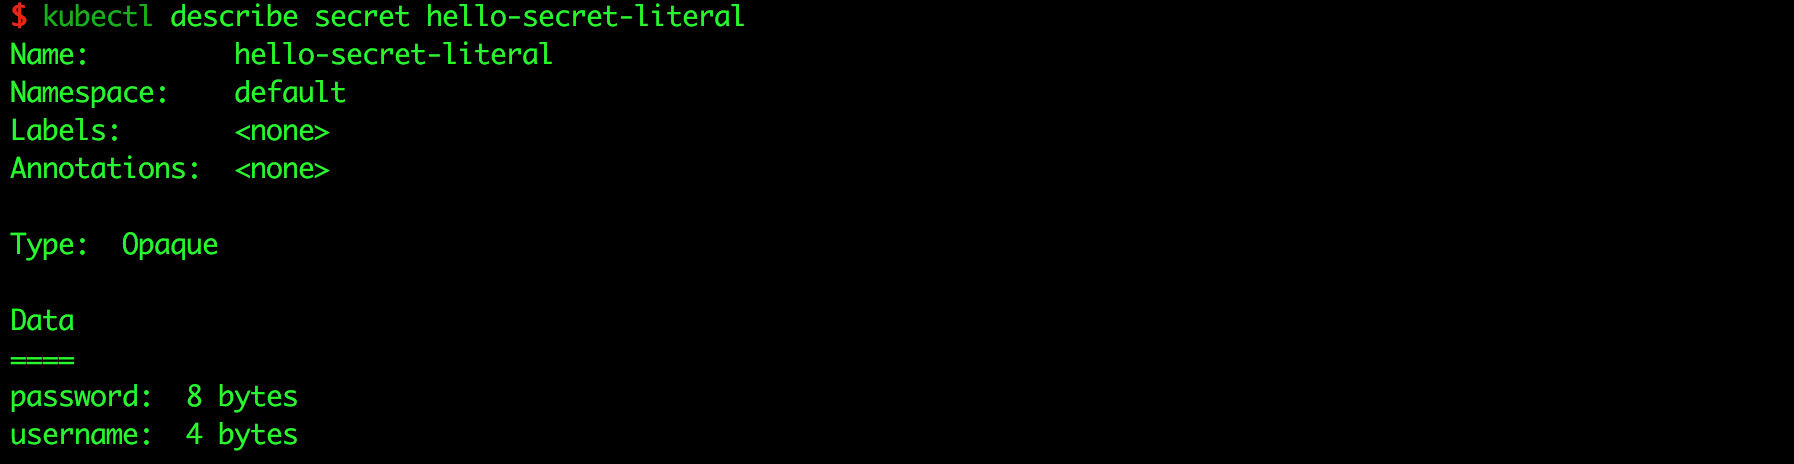 $ kubectl describe secret hello-secret-literal
Name:         hello-secret-literal
Namespace:    default
Labels:       <none>
Annotations:  <none>

Type:  Opaque

Data
====
password:  8 bytes
username:  4 bytes